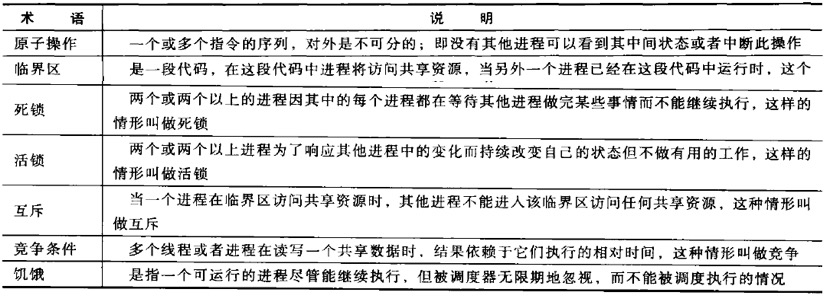 术 语 说 明
原子操作 一个或多个指令的序列，对外是不可分的；即没有其他进程可以看到其中间状态或者中断此操作
临界区 是一段代码，在这段代码中进程将访问共享资源，当另外一个进程已经在这段代码中运行时，这个
死锁 两个或两个以上的进程因其中的每个进程都在等待其他进程做完某些事情而不能继续执行，这样的
情形叫做死锁
活锁 两个或两个以上进程为了响应其他进程中的变化而持续改变自己的状态但不做有用的工作，这样的
情形叫做活锁
互斥 当一个进程在临界区访问共享资源时，其他进程不能进入该临界区访问任何共享资源，这种情形叫
做互斥
竞争条件 多个线程或者进程在读写一个共享数据时，结果依赖于它们执行的相对时间，这种情形叫做竞争
饥饿 是指一个可运行的进程尽管能继续执行，但被调度器无限期地忽视，而不能被调度执行的情况